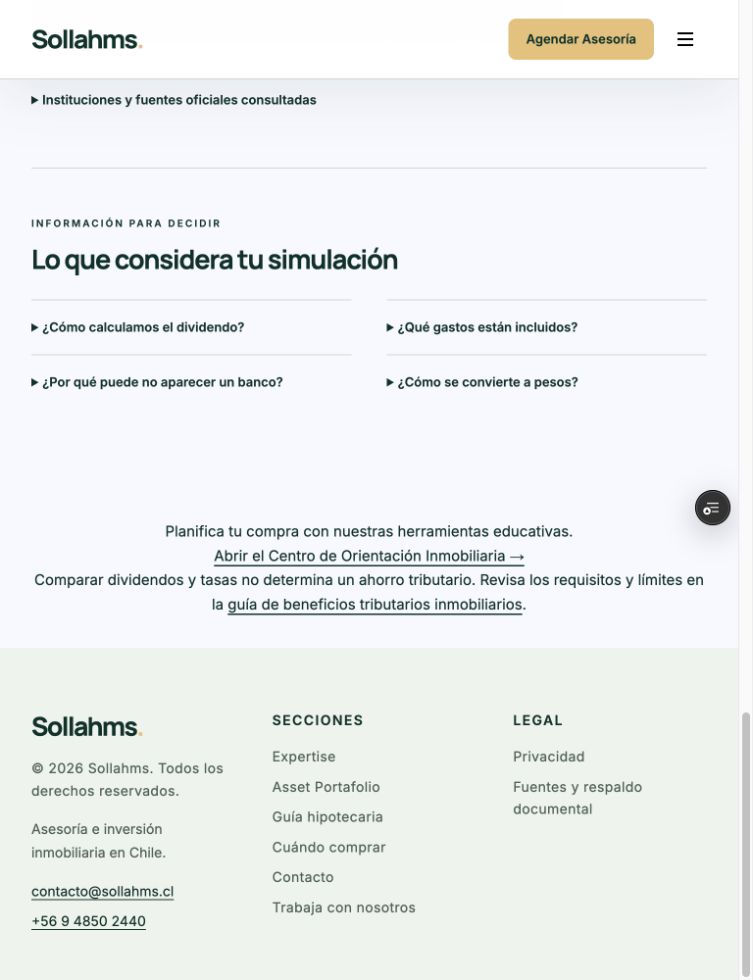 Sollahms.
Agendar Asesoría
Instituciones y fuentes oficiales consultadas
INFORMACIÓN PARA DECIDIR
Lo que considera tu simulación
¿Cómo calculamos el dividendo?
¿Qué gastos están incluidos?
¿Por qué puede no aparecer un banco?
¿Cómo se convierte a pesos?
Planifica tu compra con nuestras herramientas educativas.
Abrir el Centro de Orientación Inmobiliaria →
Comparar dividendos y tasas no determina un ahorro tributario. Revisa los requisitos y límites en
la guía de beneficios tributarios inmobiliarios.
Sollahms.
© 2026 Sollahms. Todos los
derechos reservados.
Asesoría e inversión
inmobiliaria en Chile.
contacto@sollahms.cl
+56 9 4850 2440
SECCIONES
Expertise
Asset Portafolio
Guía hipotecaria
Cuándo comprar
Contacto
Trabaja con nosotros
LEGAL
Privacidad
Fuentes y respaldo
documental